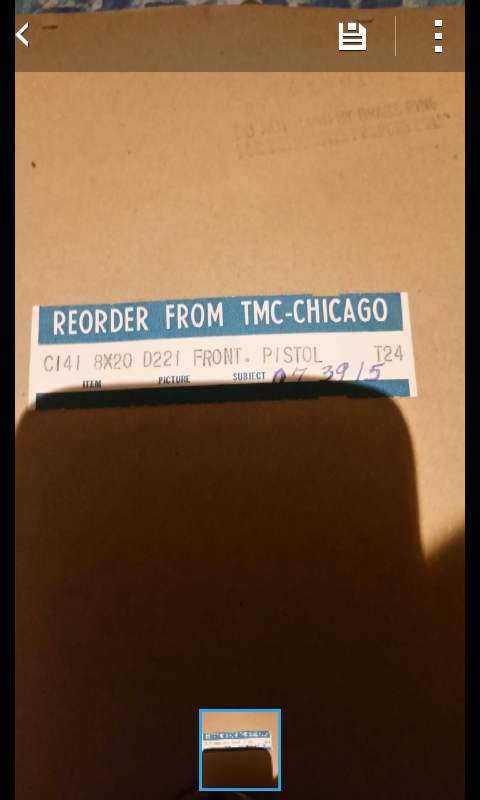 REORDER FROM TMC-CHICAGO
C141 8X20 D221 FRONT. PISTOL T24
ITEM PICTURE SUBJECT 07 3915